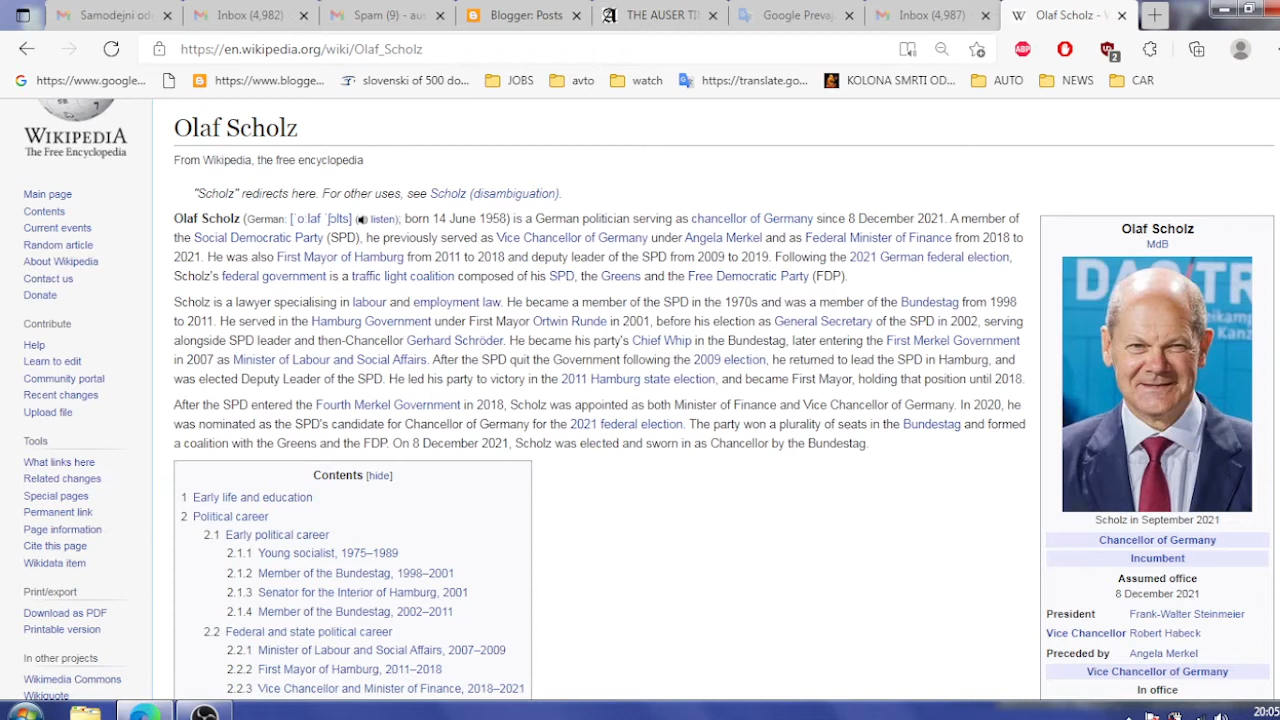 Samodejni od
Inbox (4,982)
Spam (9) - aus
Blogger: Posts
THE AUSER TI
Google Prevaj
Inbox (4,987)
Olaf Scholz -
https://en.wikipedia.org/wiki/Olaf_Scholz
ABP
2
https://www.google...
https://www.blogge...
slovenski of 500 do...
JOBS
avto
watch
https://translate.go...
KOLONA SMRTI OD...
AUTO
NEWS
CAR
WIKIPEDIA
The Free Encyclopedia
Main page
Contents
Current events
Random article
About Wikipedia
Contact us
Donate
Contribute
Help
Learn to edit
Community portal
Recent changes
Upload file
Tools
What links here
Related changes
Special pages
Permanent link
Page information
Cite this page
Wikidata item
Print/export
Download as PDF
Printable version
In other projects
Wikimedia Commons
Wikiquote
Olaf Scholz
From Wikipedia, the free encyclopedia
"Scholz" redirects here. For other uses, see Scholz (disambiguation).
Olaf Scholz (German: [ˈoːlaf ˈʃɔlts] (listen); born 14 June 1958) is a German politician serving as chancellor of Germany since 8 December 2021. A member of
the Social Democratic Party (SPD), he previously served as Vice Chancellor of Germany under Angela Merkel and as Federal Minister of Finance from 2018 to
2021. He was also First Mayor of Hamburg from 2011 to 2018 and deputy leader of the SPD from 2009 to 2019. Following the 2021 German federal election,
Scholz's federal government is a traffic light coalition composed of his SPD, the Greens and the Free Democratic Party (FDP).
Scholz is a lawyer specialising in labour and employment law. He became a member of the SPD in the 1970s and was a member of the Bundestag from 1998
to 2011. He served in the Hamburg Government under First Mayor Ortwin Runde in 2001, before his election as General Secretary of the SPD in 2002, serving
alongside SPD leader and then-Chancellor Gerhard Schröder. He became his party's Chief Whip in the Bundestag, later entering the First Merkel Government
in 2007 as Minister of Labour and Social Affairs. After the SPD quit the Government following the 2009 election, he returned to lead the SPD in Hamburg, and
was elected Deputy Leader of the SPD. He led his party to victory in the 2011 Hamburg state election, and became First Mayor, holding that position until 2018.
After the SPD entered the Fourth Merkel Government in 2018, Scholz was appointed as both Minister of Finance and Vice Chancellor of Germany. In 2020, he
was nominated as the SPD's candidate for Chancellor of Germany for the 2021 federal election. The party won a plurality of seats in the Bundestag and formed
a coalition with the Greens and the FDP. On 8 December 2021, Scholz was elected and sworn in as Chancellor by the Bundestag.
Contents [hide]
1 Early life and education
2 Political career
2.1 Early political career
2.1.1 Young socialist, 1975–1989
2.1.2 Member of the Bundestag, 1998–2001
2.1.3 Senator for the Interior of Hamburg, 2001
2.1.4 Member of the Bundestag, 2002–2011
2.2 Federal and state political career
2.2.1 Minister of Labour and Social Affairs, 2007–2009
2.2.2 First Mayor of Hamburg, 2011–2018
2.2.3 Vice Chancellor and Minister of Finance, 2018–2021
Olaf Scholz
MdB
Scholz in September 2021
Chancellor of Germany
Incumbent
Assumed office
8 December 2021
President Frank-Walter Steinmeier
Vice Chancellor Robert Habeck
Preceded by Angela Merkel
Vice Chancellor of Germany
In office
20:05